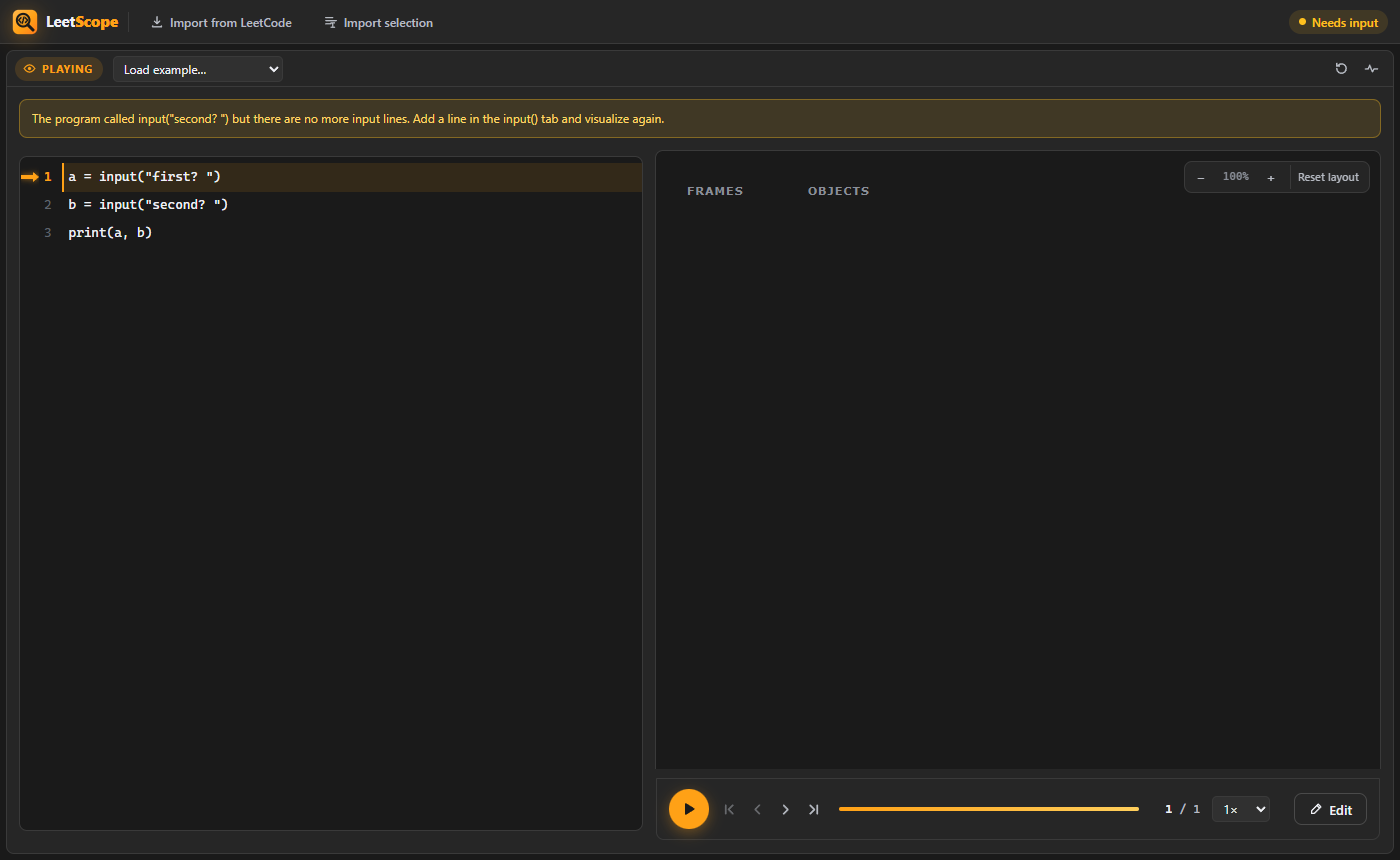 LeetScope
Import from LeetCode
Import selection
Needs input
PLAYING
Load example...
The program called input("second? ") but there are no more input lines. Add a line in the input() tab and visualize again.
1 a = input("first? ")
2 b = input("second? ")
3 print(a, b)
FRAMES
OBJECTS
– 100% + Reset layout
1 / 1
1×
Edit